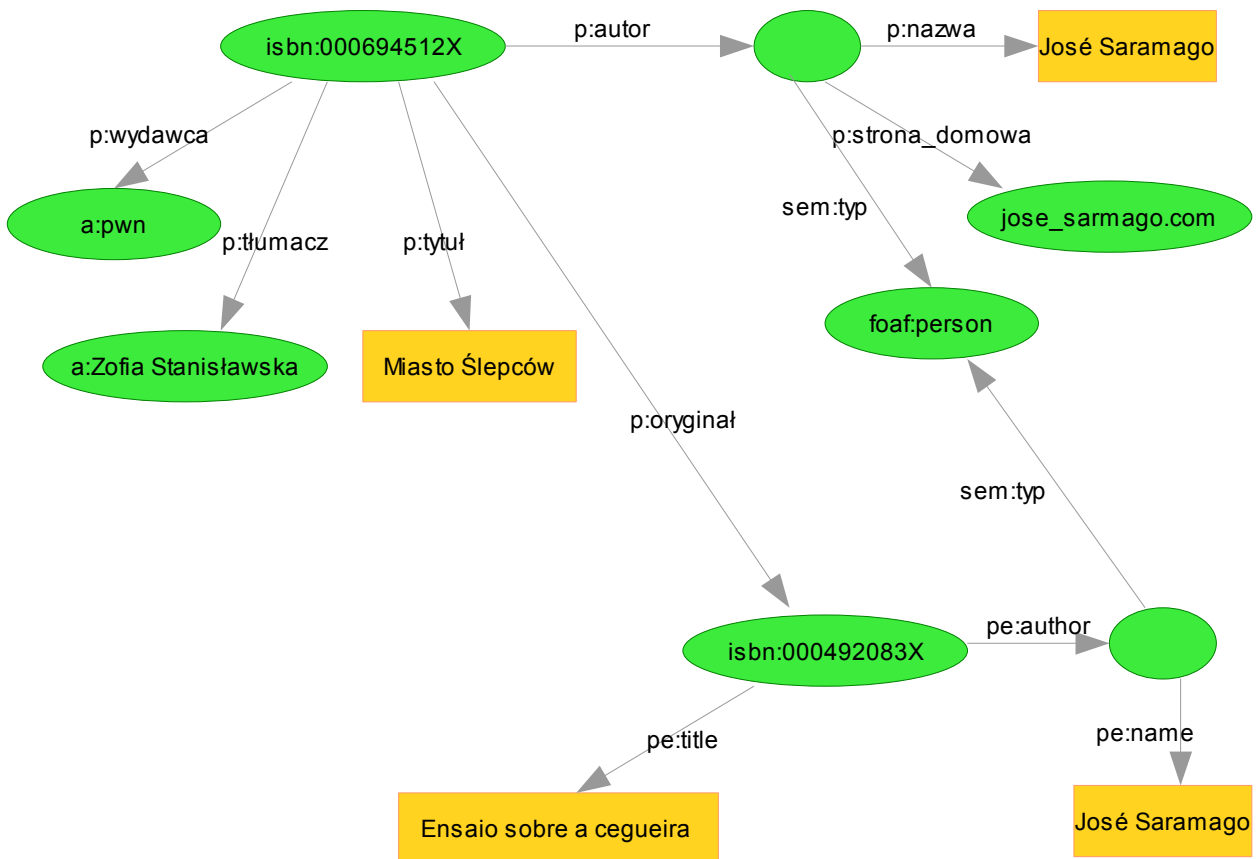 isbn:000694512X
p:autor
p:nazwa
José Saramago
p:wydawca
p:strona_domowa
a:pwn
p:tłumacz
p:tytuł
sem:typ
jose_sarmago.com
foaf:person
a:Zofia Stanisławska
Miasto Ślepców
p:oryginał
sem:typ
isbn:000492083X
pe:author
pe:title
pe:name
Ensaio sobre a cegueira
José Saramago